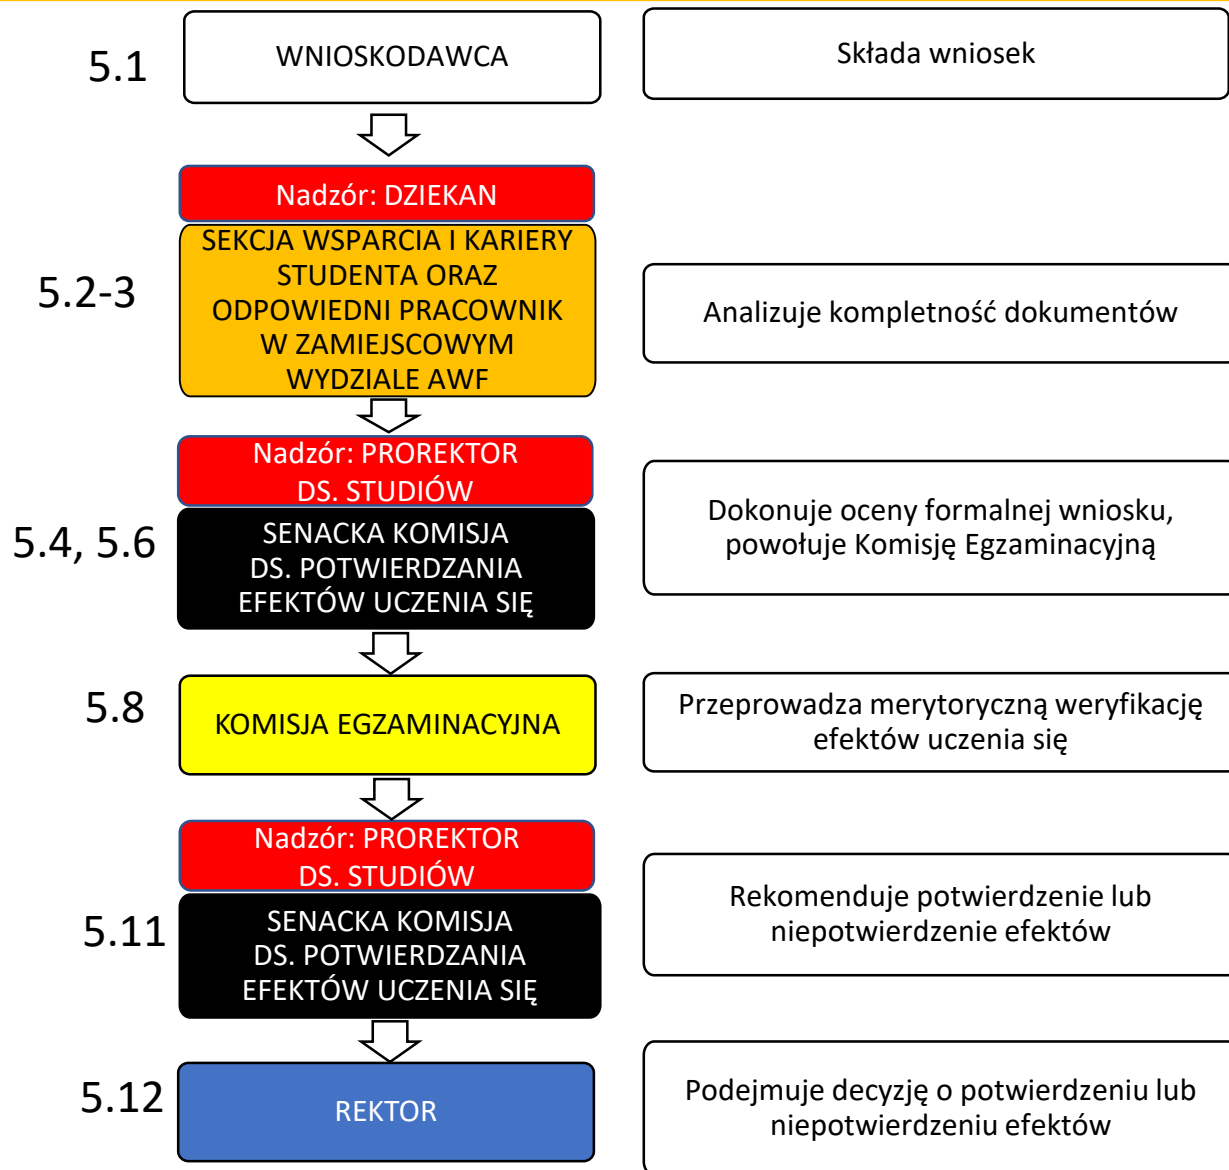 5.1
WNIOSKODAWCA
Składa wniosek
Nadzór: DZIEKAN
5.2-3
SEKCJA WSPARCIA I KARIERY
STUDENTA ORAZ
ODPOWIEDNI PRACOWNIK
W ZAMIEJSCOWYM
WYDZIALE AWF
Analizuje kompletność dokumentów
Nadzór: PROREKTOR
DS. STUDIÓW
5.4, 5.6
SENACKA KOMISJA
DS. POTWIERDZANIA
EFEKTÓW UCZENIA SIĘ
Dokonuje oceny formalnej wniosku,
powołuje Komisję Egzaminacyjną
5.8
KOMISJA EGZAMINACYJNA
Przeprowadza merytoryczną weryfikację
efektów uczenia się
Nadzór: PROREKTOR
DS. STUDIÓW
5.11
SENACKA KOMISJA
DS. POTWIERDZANIA
EFEKTÓW UCZENIA SIĘ
Rekomenduje potwierdzenie lub
niepotwierdzenie efektów
5.12
REKTOR
Podejmuje decyzję o potwierdzeniu lub
niepotwierdzeniu efektów